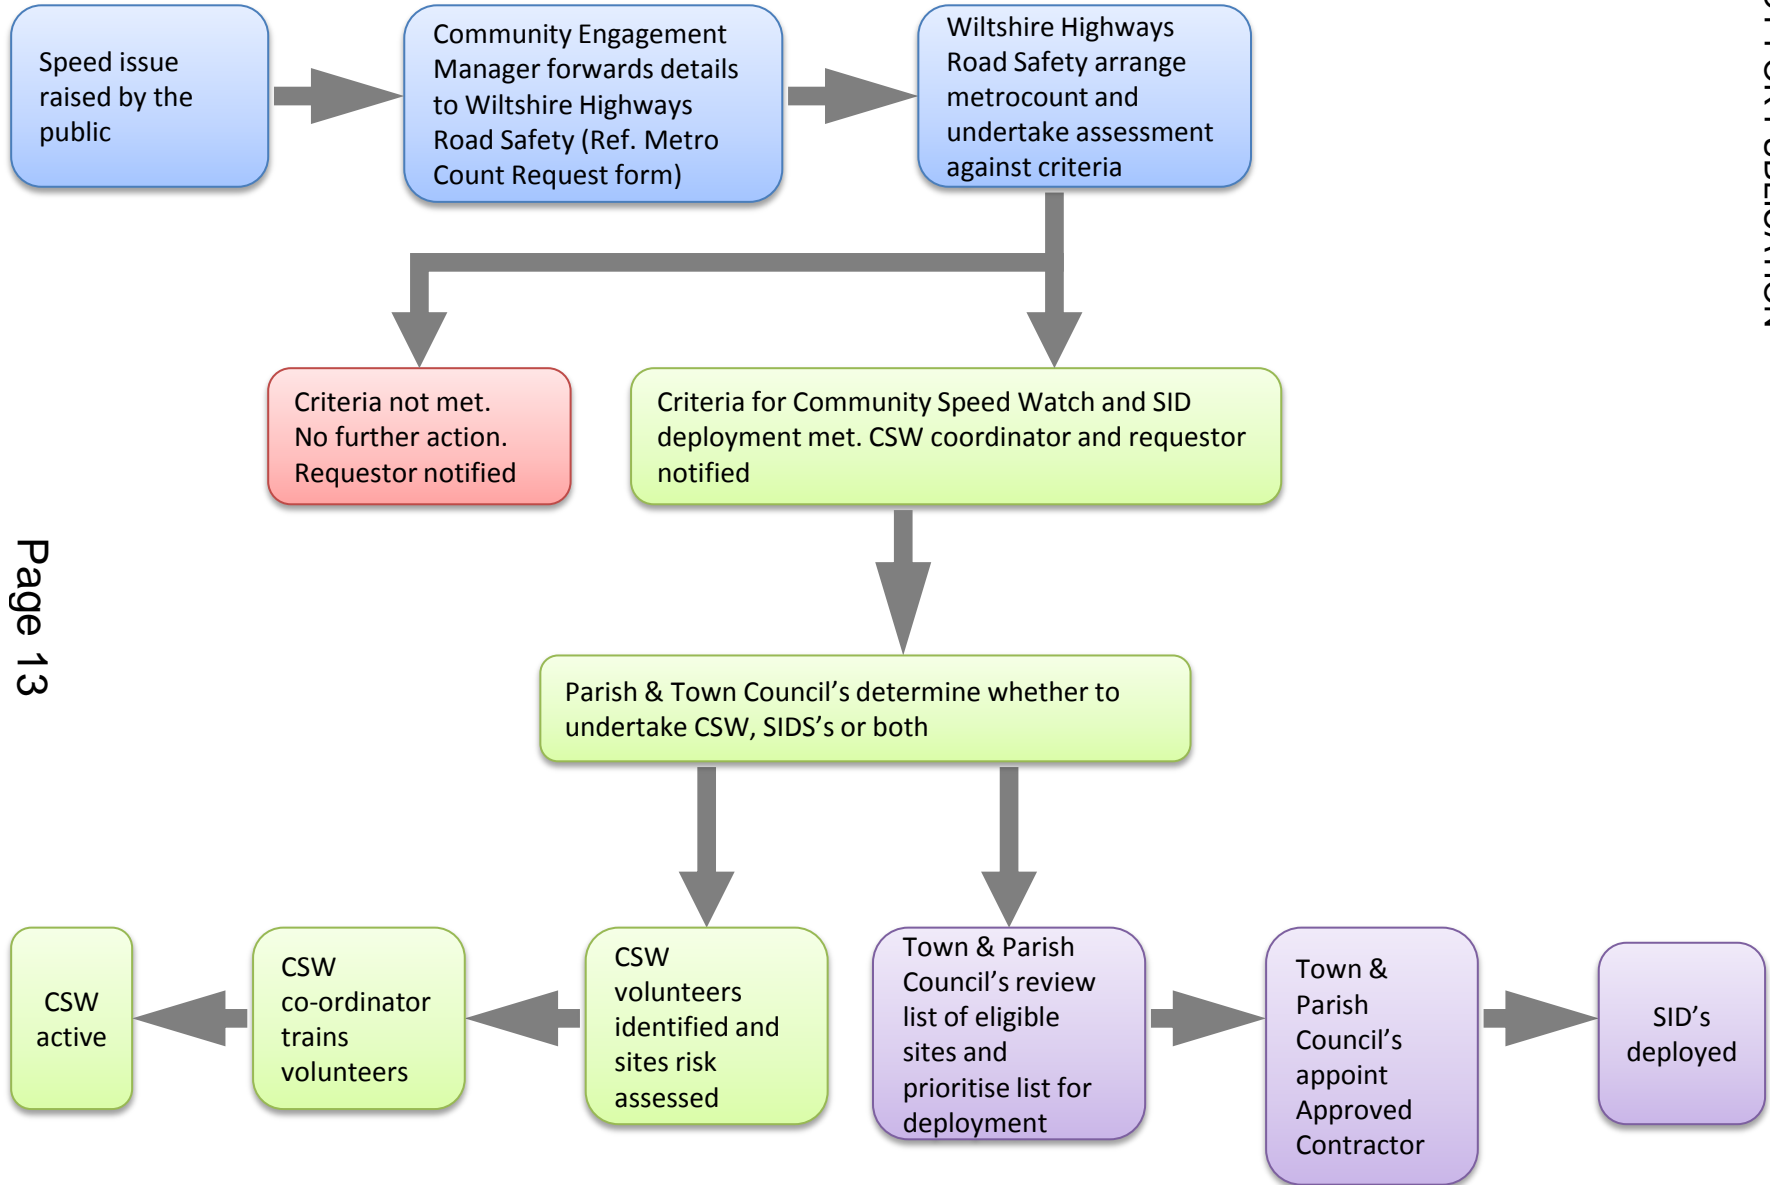 Speed issue
raised by the
public
Community Engagement
Manager forwards details
to Wiltshire Highways
Road Safety (Ref. Metro
Count Request form)
Wiltshire Highways
Road Safety arrange
metrocount and
undertake assessment
against criteria
Criteria not met.
No further action.
Requestor notified
Criteria for Community Speed Watch and SID
deployment met. CSW coordinator and requestor
notified
Parish & Town Council’s determine whether to
undertake CSW, SIDS’s or both
CSW
active
CSW
co-ordinator
trains
volunteers
CSW
volunteers
identified and
sites risk
assessed
Town & Parish
Council’s review
list of eligible
sites and
prioritise list for
deployment
Town &
Parish
Council’s
appoint
Approved
Contractor
SID’s
deployed
Page 13